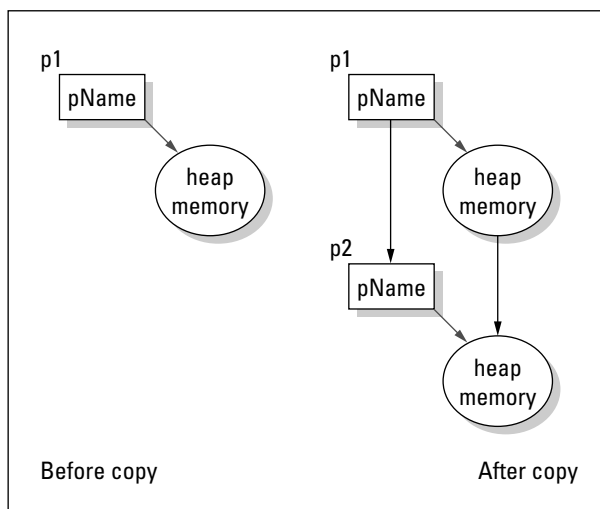 p1
pName
heap
memory
p1
pName
heap
memory
p2
pName
heap
memory
Before copy
After copy